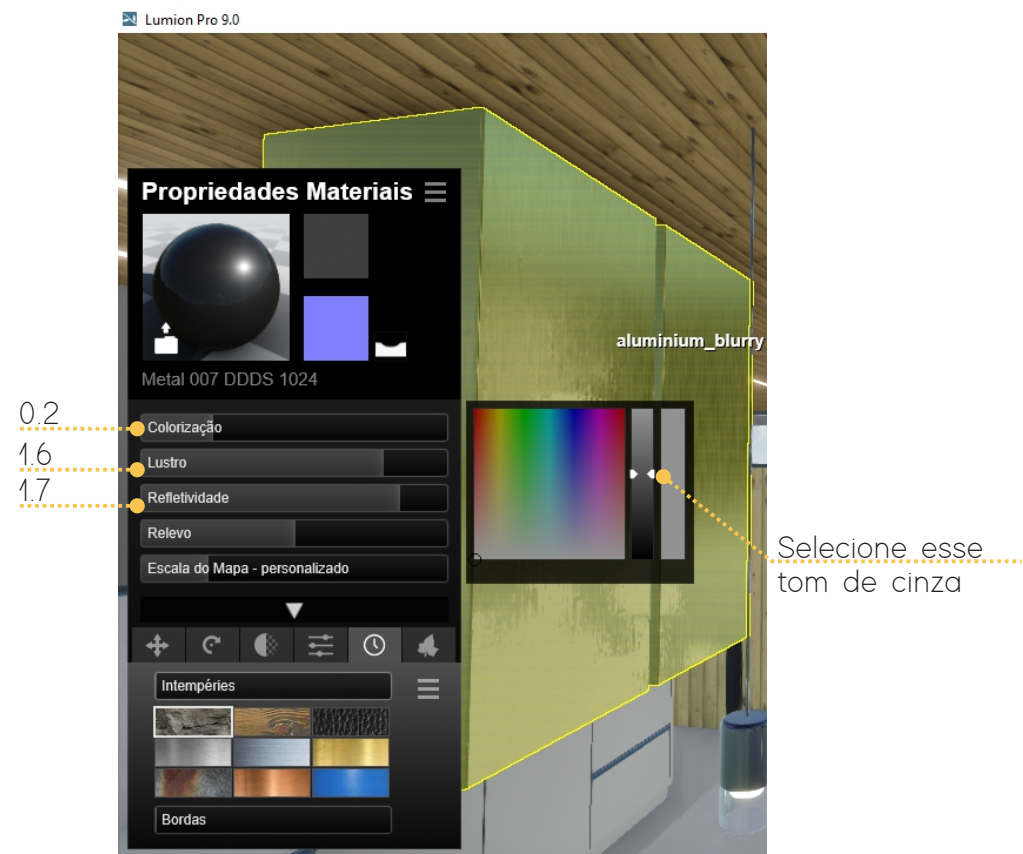 Lumion Pro 9.0
Propriedades Materiais
aluminium_blurry
Metal 007 DDDS 1024
0.2
Colorização
1.6
Lustro
1.7
Refletividade
Relevo
Escala do Mapa - personalizado
Selecione esse
tom de cinza
Intempéries
Bordas